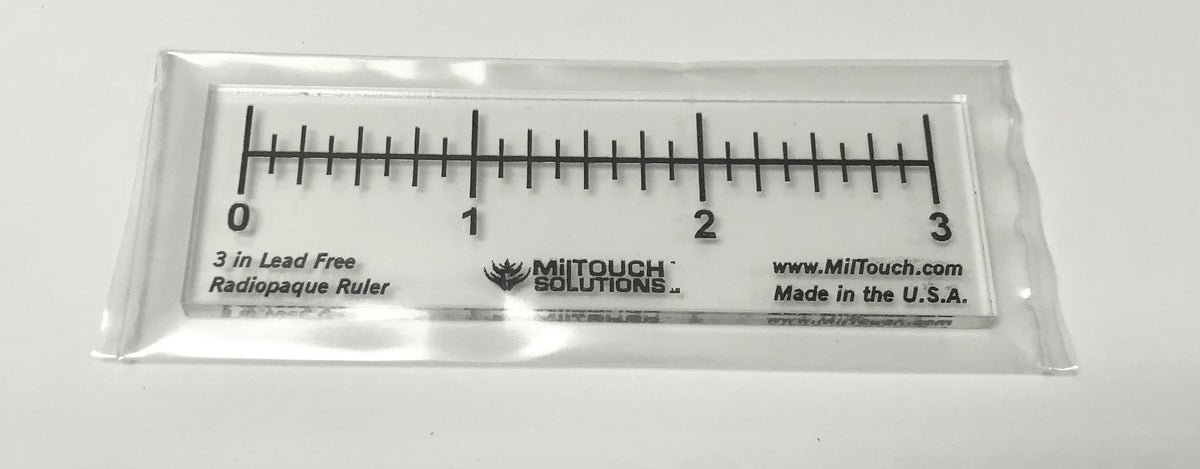 0 1 2 3
3 in Lead Free
Radiopaque Ruler
MilTOUCH
SOLUTIONS
www.MilTouch.com
Made in the U.S.A.